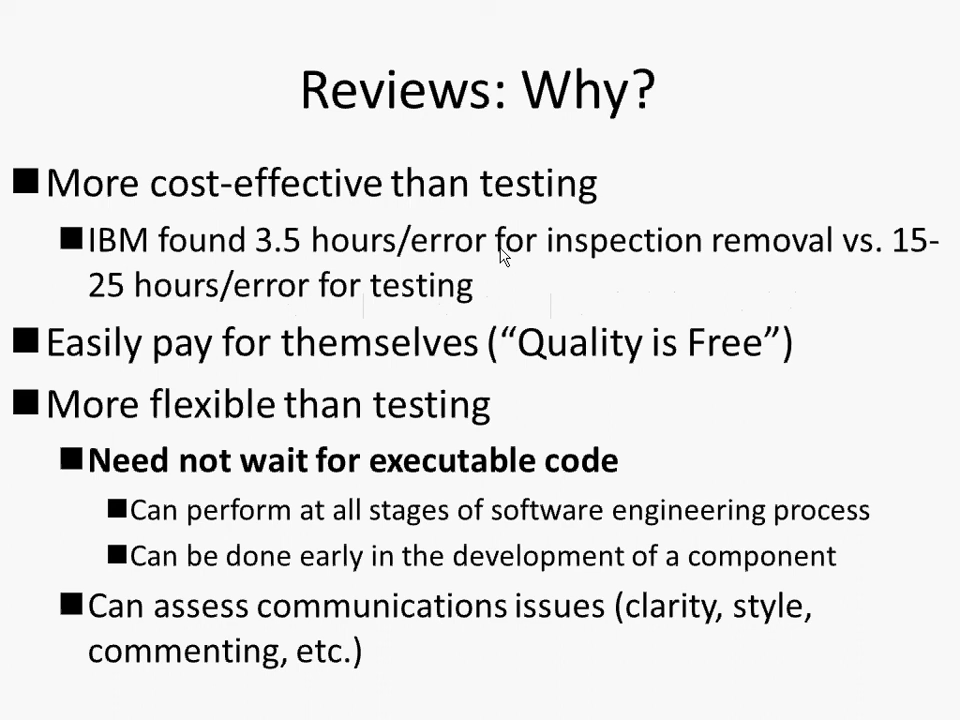 Reviews: Why?
More cost-effective than testing
IBM found 3.5 hours/error for inspection removal vs. 15-
25 hours/error for testing
Easily pay for themselves (“Quality is Free”)
More flexible than testing
Need not wait for executable code
Can perform at all stages of software engineering process
Can be done early in the development of a component
Can assess communications issues (clarity, style,
commenting, etc.)